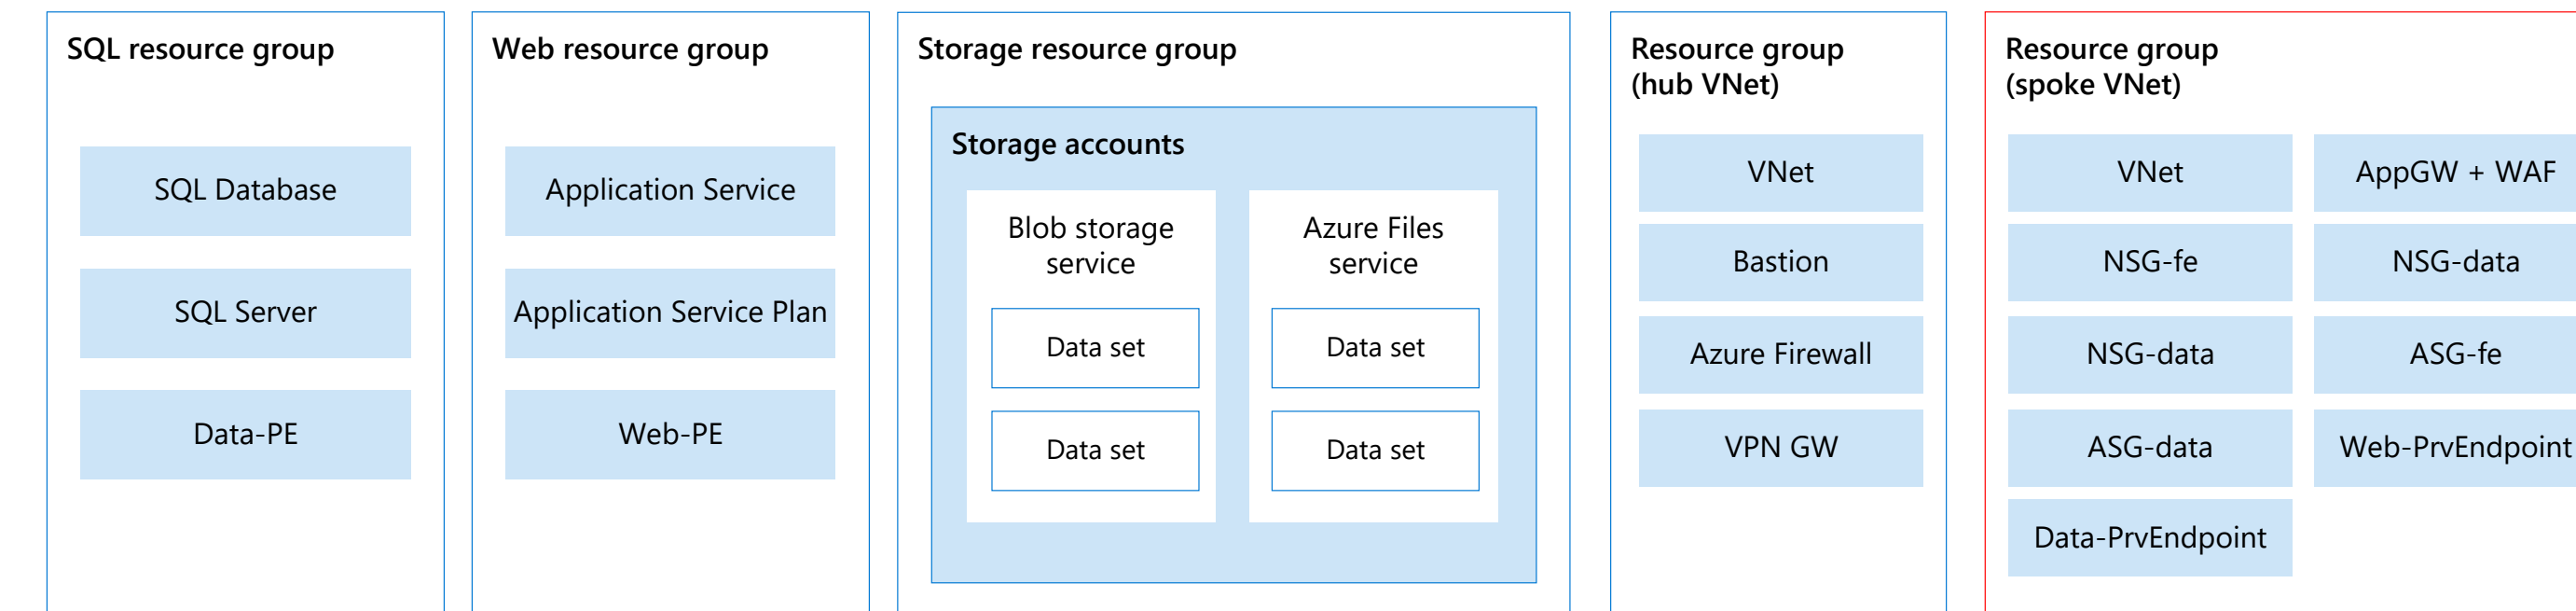 SQL resource group
SQL Database
SQL Server
Data-PE
Web resource group
Application Service
Application Service Plan
Web-PE
Storage resource group
Storage accounts
Blob storage
service
Data set
Data set
Azure Files
service
Data set
Data set
Resource group
(hub VNet)
VNet
Bastion
Azure Firewall
VPN GW
Resource group
(spoke VNet)
VNet
AppGW + WAF
NSG-fe
NSG-data
NSG-data
ASG-fe
ASG-data
Web-PrvEndpoint
Data-PrvEndpoint